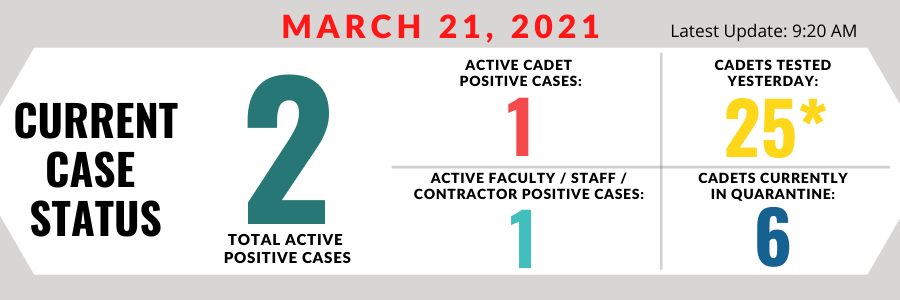 MARCH 21, 2021
Latest Update: 9:20 AM
CURRENT
CASE
STATUS
2
TOTAL ACTIVE
POSITIVE CASES
ACTIVE CADET
POSITIVE CASES:
1
CADETS TESTED
YESTERDAY:
25*
ACTIVE FACULTY / STAFF /
CONTRACTOR POSITIVE CASES:
1
CADETS CURRENTLY
IN QUARANTINE:
6